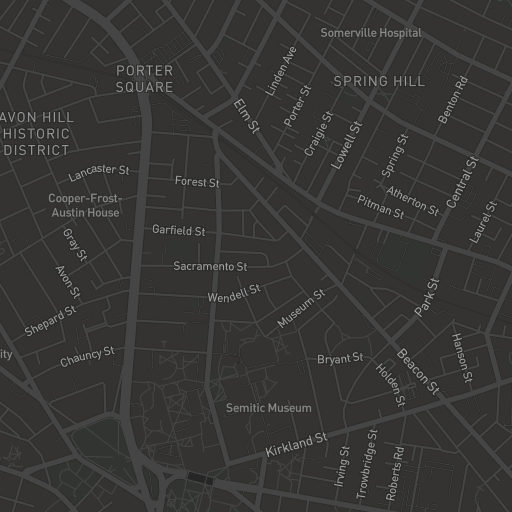 Somerville Hospital
Linden Ave
PORTER
SQUARE
SPRING HILL
Benton Rd
Porter St
Elm St
AVON HILL
HISTORIC
DISTRICT
Craigie St
Lowell St
Spring St
Lancaster St
Forest St
Central St
Cooper-Frost-
Austin House
Atherton St
Pitman St
Laurel St
Garfield St
Gray St
Sacramento St
Avon St
Wendell St
Museum St
Park St
Shepard St
Chauncy St
Bryant St
Beacon St
Hanson St
Holden St
Semitic Museum
Kirkland St
Irving St
Trowbridge St
Roberts Rd